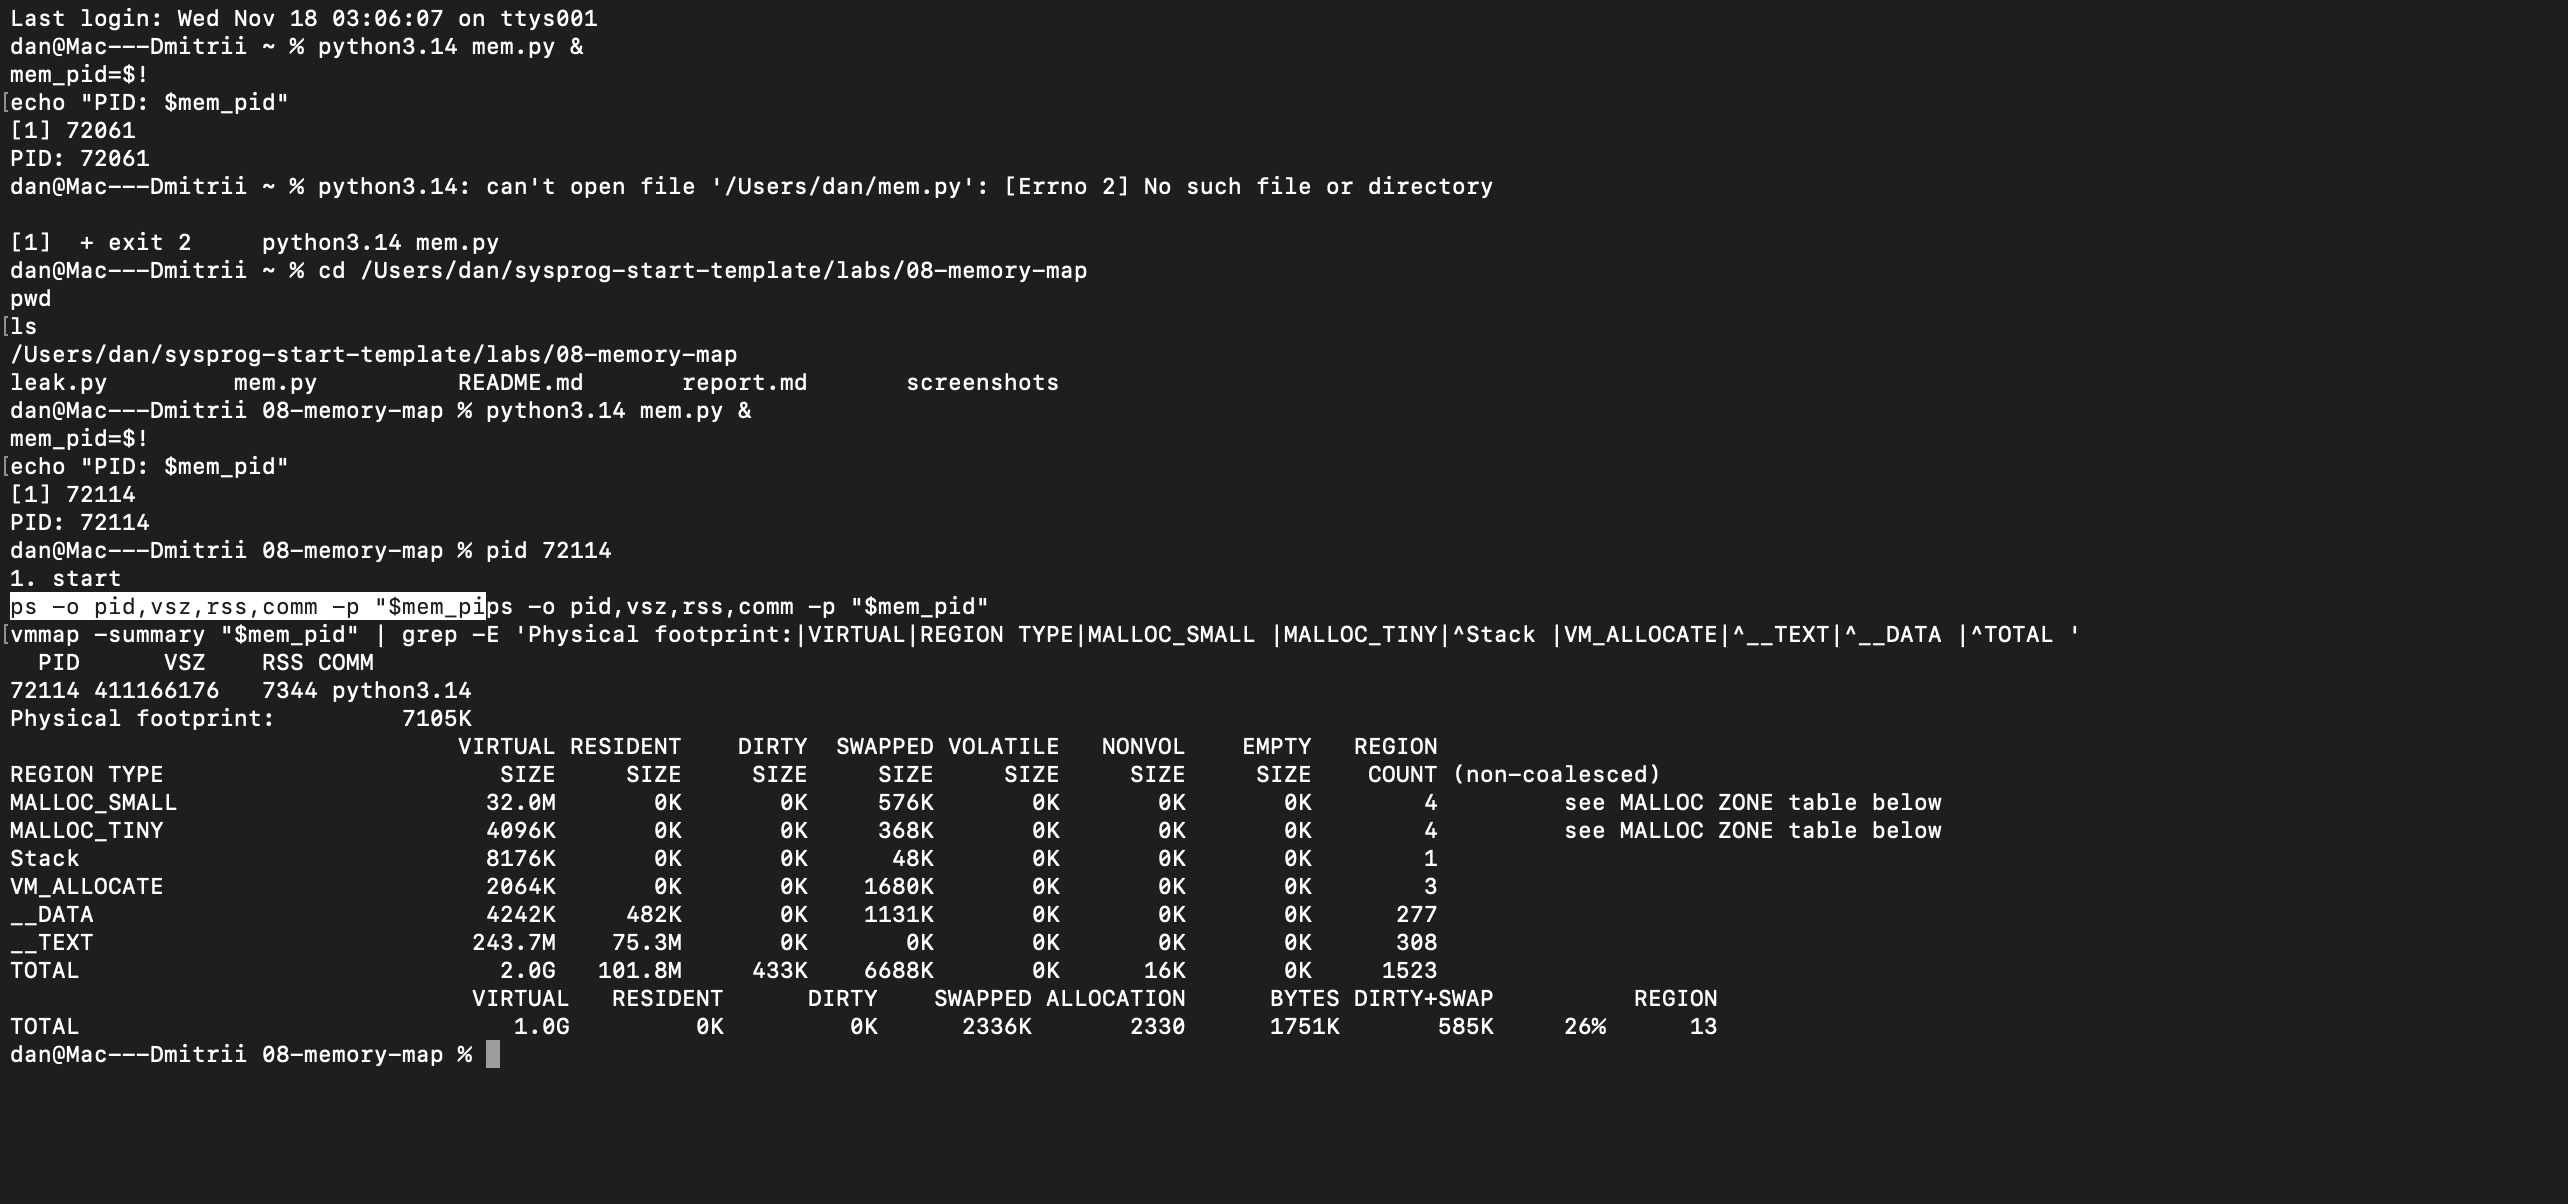 Last login: Wed Nov 18 03:06:07 on ttys001
dan@Mac---Dmitrii ~ % python3.14 mem.py &
mem_pid=$!
[echo "PID: $mem_pid"
[1] 72061
PID: 72061
dan@Mac---Dmitrii ~ % python3.14: can't open file '/Users/dan/mem.py': [Errno 2] No such file or directory

[1]  + exit 2     python3.14 mem.py
dan@Mac---Dmitrii ~ % cd /Users/dan/sysprog-start-template/labs/08-memory-map
pwd
[ls
/Users/dan/sysprog-start-template/labs/08-memory-map
leak.py         mem.py          README.md       report.md       screenshots
dan@Mac---Dmitrii 08-memory-map % python3.14 mem.py &
mem_pid=$!
[echo "PID: $mem_pid"
[1] 72114
PID: 72114
dan@Mac---Dmitrii 08-memory-map % pid 72114
1. start
ps -o pid,vsz,rss,comm -p "$mem_pips -o pid,vsz,rss,comm -p "$mem_pid"
[vmmap -summary "$mem_pid" | grep -E 'Physical footprint:|VIRTUAL|REGION TYPE|MALLOC_SMALL |MALLOC_TINY|^Stack |VM_ALLOCATE|^__TEXT|^__DATA |^TOTAL '
  PID      VSZ    RSS COMM
72114 411166176   7344 python3.14
Physical footprint:         7105K
                                VIRTUAL RESIDENT    DIRTY  SWAPPED VOLATILE   NONVOL    EMPTY   REGION
REGION TYPE                        SIZE     SIZE     SIZE     SIZE     SIZE     SIZE     SIZE    COUNT (non-coalesced)
MALLOC_SMALL                      32.0M       0K       0K     576K       0K       0K       0K        4         see MALLOC ZONE table below
MALLOC_TINY                       4096K       0K       0K     368K       0K       0K       0K        4         see MALLOC ZONE table below
Stack                             8176K       0K       0K      48K       0K       0K       0K        1
VM_ALLOCATE                       2064K       0K       0K    1680K       0K       0K       0K        3
__DATA                            4242K     482K       0K    1131K       0K       0K       0K      277
__TEXT                           243.7M    75.3M       0K       0K       0K       0K       0K      308
TOTAL                              2.0G   101.8M     433K    6688K       0K      16K       0K     1523
                                 VIRTUAL   RESIDENT      DIRTY    SWAPPED ALLOCATION      BYTES DIRTY+SWAP          REGION
TOTAL                               1.0G         0K         0K      2336K       2330      1751K       585K     26%      13
dan@Mac---Dmitrii 08-memory-map %